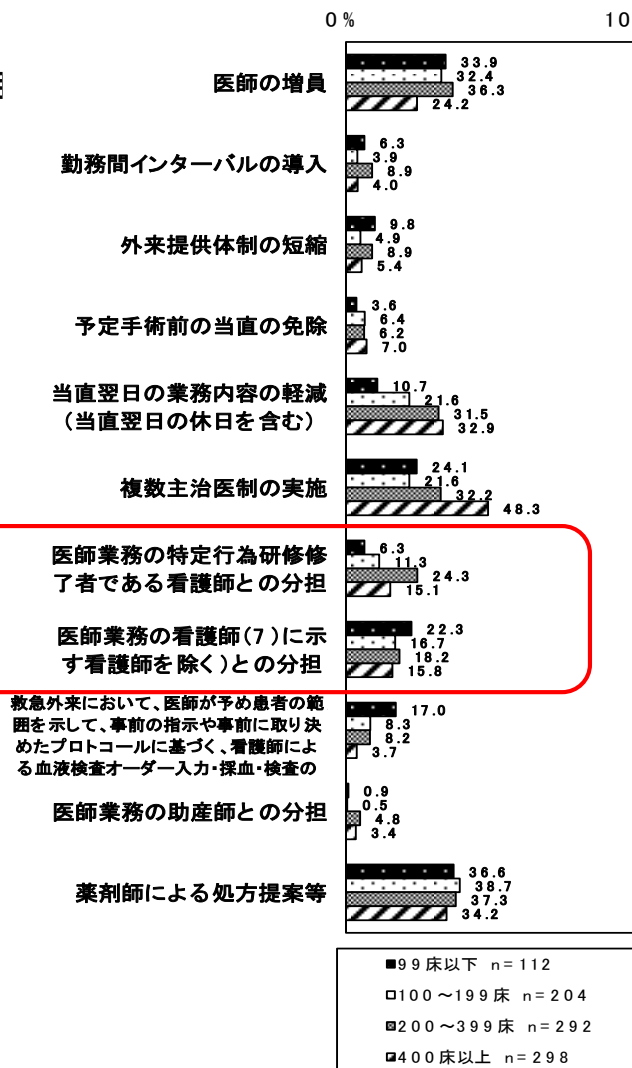 0%
10
医師の増員
33.9
32.4
36.3
24.2
勤務間インターバルの導入
6.3
3.9
8.9
4.0
外来提供体制の短縮
9.8
4.9
8.9
5.4
予定手術前の当直の免除
3.6
6.4
6.2
7.0
当直翌日の業務内容の軽減
（当直翌日の休日を含む）
10.7
21.6
31.5
32.9
複数主治医制の実施
24.1
21.6
32.2
48.3
医師業務の特定行為研修修
了者である看護師との分担
6.3
11.3
24.3
15.1
医師業務の看護師（7）に示
す看護師を除く）との分担
22.3
16.7
18.2
15.8
救急外来において、医師が予め患者の範
囲を示して、事前の指示や事前に取り決
めたプロトコールに基づく、看護師によ
る血液検査オーダー入力・採血・検査の
17.0
8.3
8.2
3.7
医師業務の助産師との分担
0.9
0.5
4.8
3.4
薬剤師による処方提案等
36.6
38.7
37.3
34.2
99床以下 n=112
100～199床 n=204
200～399床 n=292
400床以上 n=298